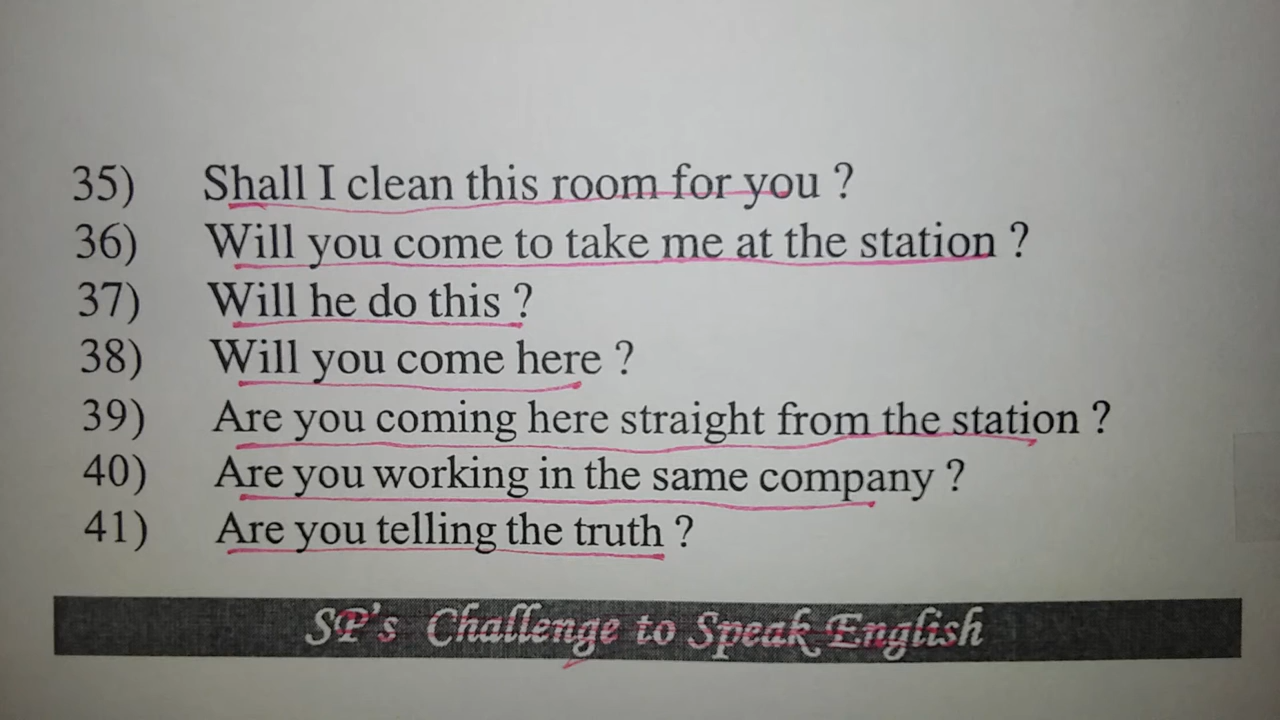 35) Shall I clean this room for you ?
36) Will you come to take me at the station ?
37) Will he do this ?
38) Will you come here ?
39) Are you coming here straight from the station ?
40) Are you working in the same company ?
41) Are you telling the truth ?
SP's Challenge to Speak English